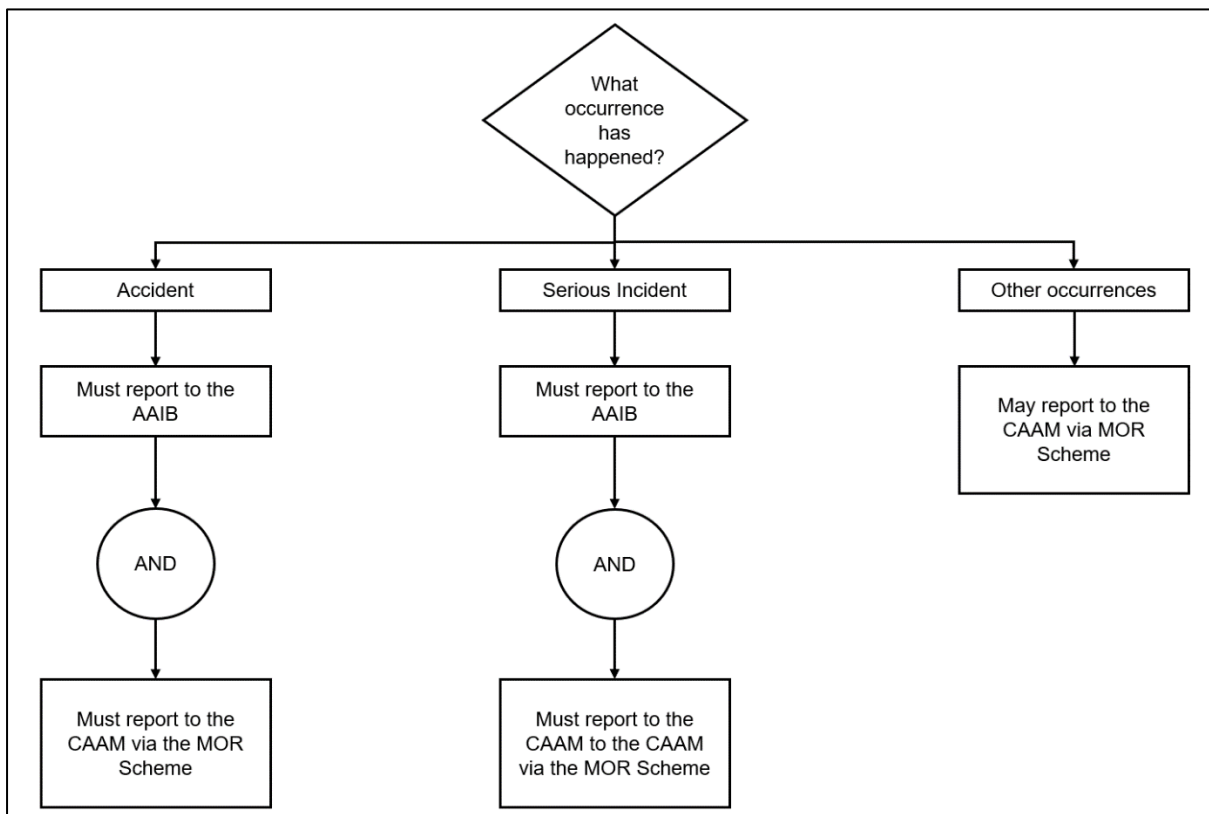 What
occurrence
has
happened?
Accident
Serious Incident
Other occurrences
Must report to the
AAIB
Must report to the
AAIB
May report to the
CAAM via MOR
Scheme
AND
AND
Must report to the
CAAM via the MOR
Scheme
Must report to the
CAAM to the CAAM
via the MOR Scheme